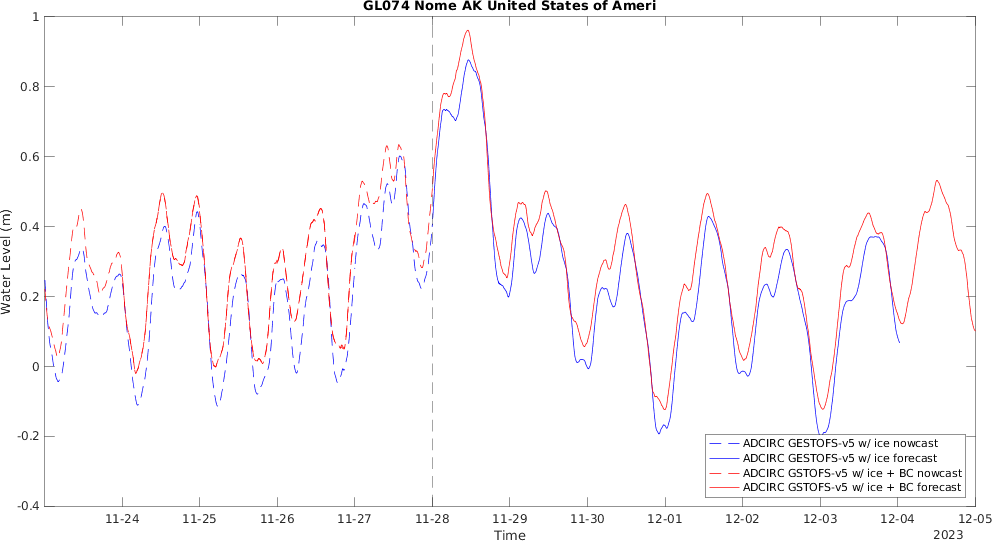 GL074 Nome AK United States of Ameri
1
0.8
0.6
0.4
0.2
0
-0.2
-0.4
Water Level (m)
11-24 11-25 11-26 11-27 11-28 11-29 11-30 12-01 12-02 12-03 12-04 12-05
Time
2023
ADCIRC GESTOFS-v5 w/ ice nowcast
ADCIRC GESTOFS-v5 w/ ice forecast
ADCIRC GSTOFS-v5 w/ ice + BC nowcast
ADCIRC GSTOFS-v5 w/ ice + BC forecast